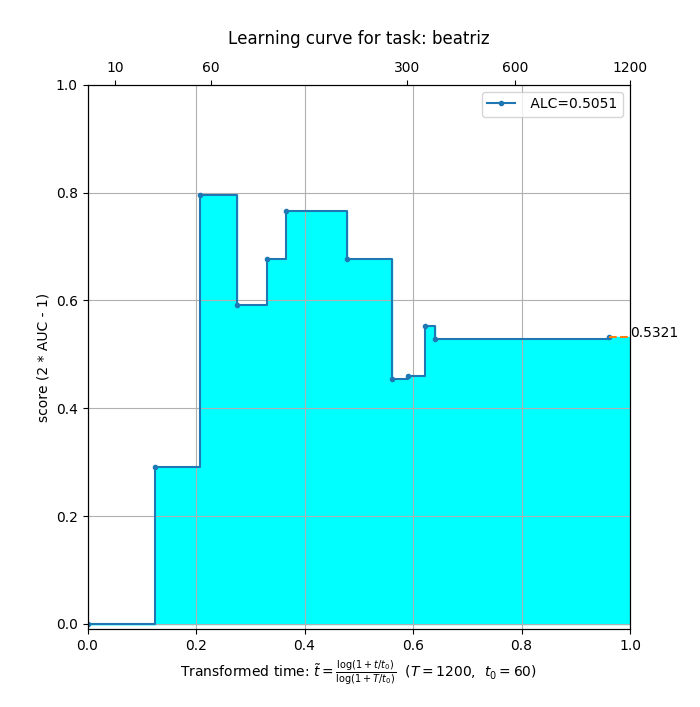 Learning curve for task: beatriz
10 60 300 600 1200
ALC=0.5051
1.0
0.8
0.6
0.4
0.2
0.0
score (2 * AUC - 1)
0.5321
0.0 0.2 0.4 0.6 0.8 1.0
Transformed time: t̃ = log(1+t/t₀)/log(1+T/t₀) (T = 1200, t₀ = 60)